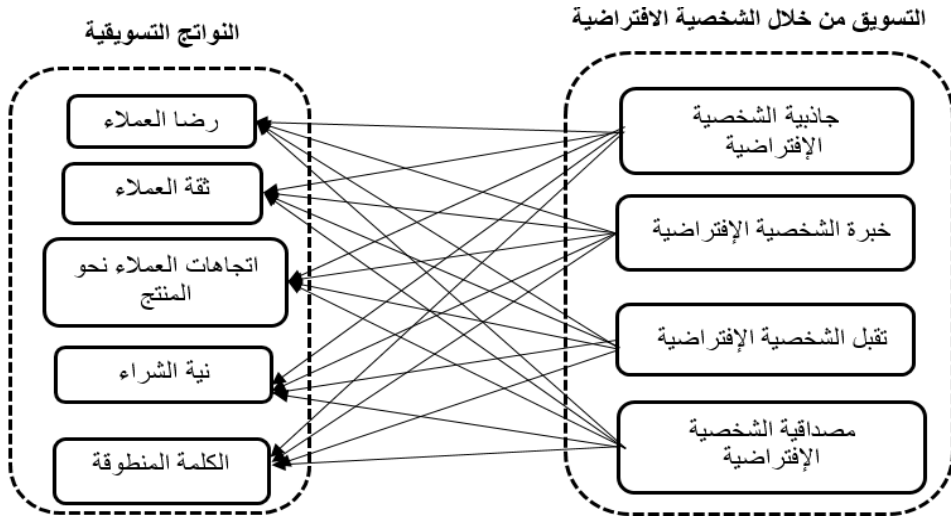 التسويق من خلال الشخصية الافتراضية
جاذبية الشخصية
الإفتراضية
خبرة الشخصية الإفتراضية
تقبل الشخصية الإفتراضية
مصداقية الشخصية
الإفتراضية
النواتج التسويقية
رضا العملاء
ثقة العملاء
اتجاهات العملاء نحو
المنتج
نية الشراء
الكلمة المنطوقة